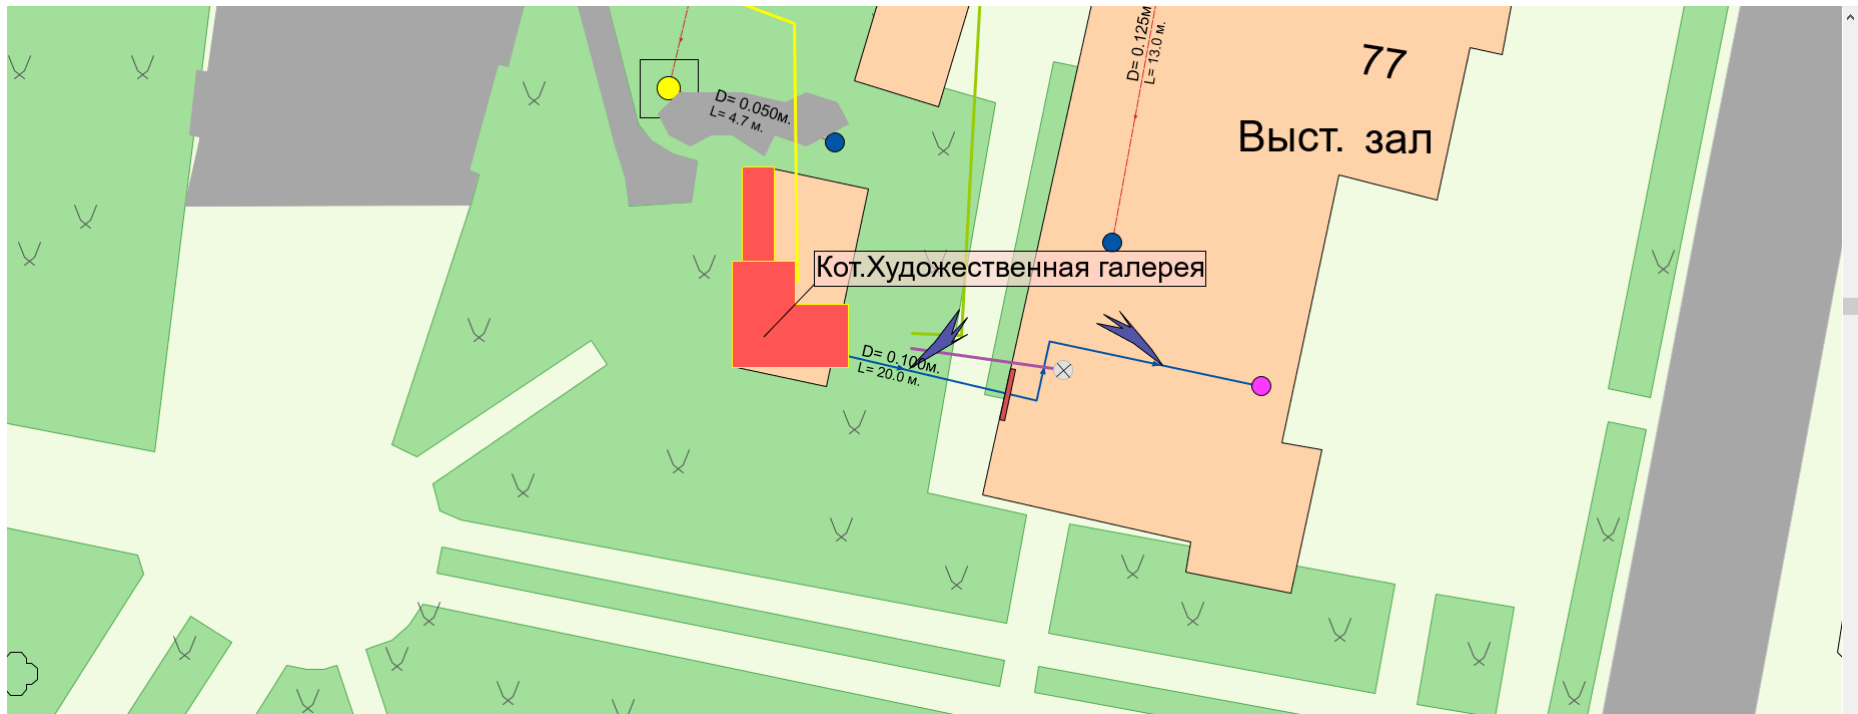 D= 0.125м
L= 13.0 м.
77
Выст. зал
D= 0.050м.
L= 4.7 м.
Кот.Художественная галерея
D= 0.100м.
L= 20.0 м.